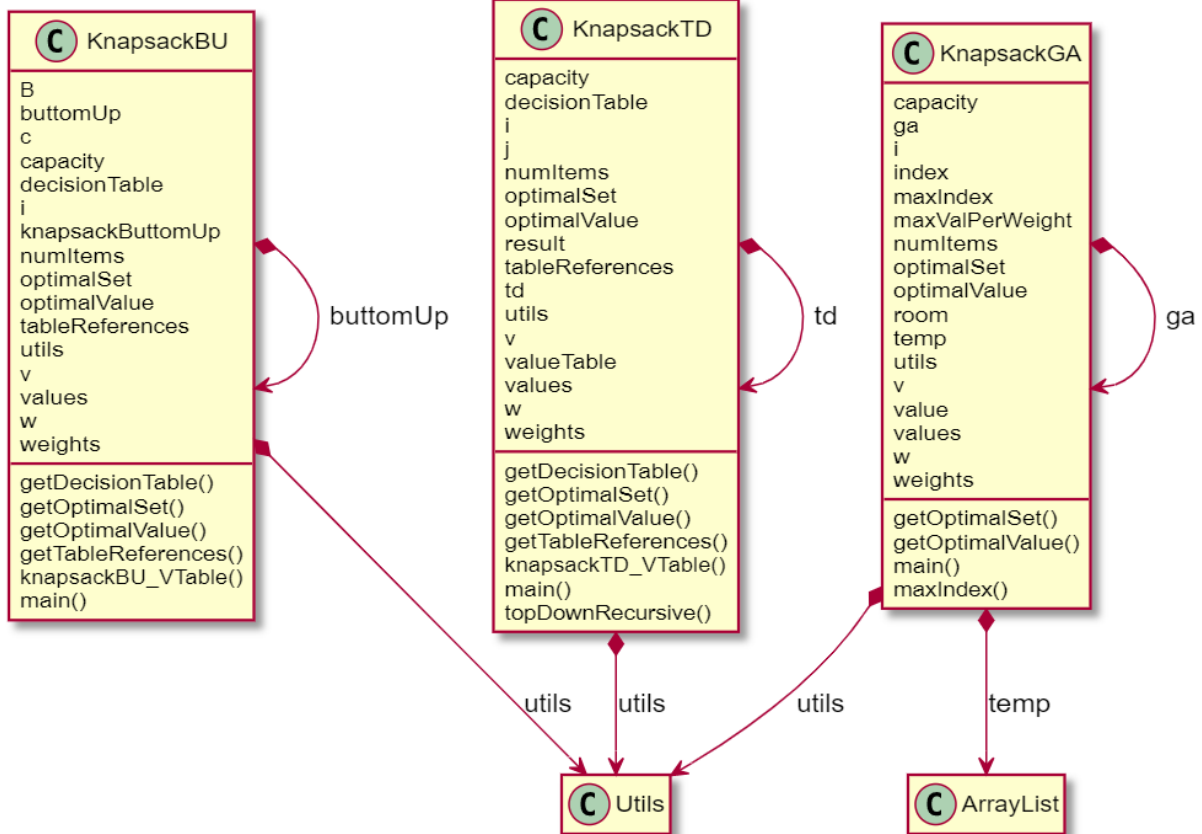 C KnapsackBU
B
buttomUp
c
capacity
decisionTable
i
knapsackButtomUp
numItems
optimalSet
optimalValue
tableReferences
utils
v
values
w
weights
getDecisionTable()
getOptimalSet()
getOptimalValue()
getTableReferences()
knapsackBU_VTable()
main()
buttomUp
C KnapsackTD
capacity
decisionTable
i
j
numItems
optimalSet
optimalValue
result
tableReferences
td
utils
v
valueTable
values
w
weights
getDecisionTable()
getOptimalSet()
getOptimalValue()
getTableReferences()
knapsackTD_VTable()
main()
topDownRecursive()
td
C KnapsackGA
capacity
ga
i
index
maxIndex
maxValPerWeight
numItems
optimalSet
optimalValue
room
temp
utils
v
value
values
w
weights
getOptimalSet()
getOptimalValue()
main()
maxIndex()
ga
utils
utils
utils
temp
C Utils
C ArrayList